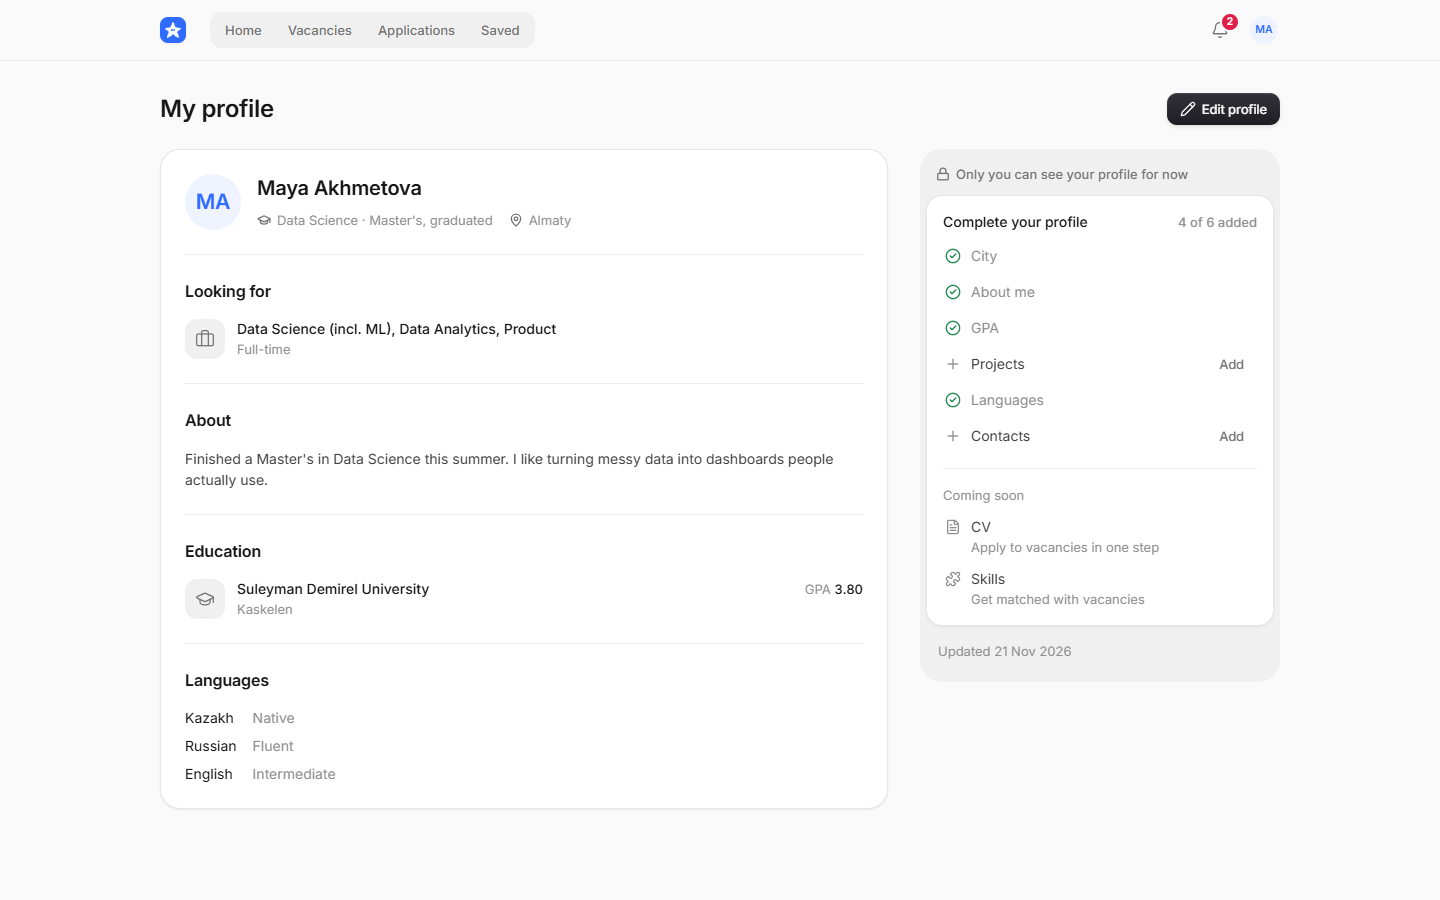 Home Vacancies Applications Saved
2
MA
My profile
Edit profile
MA
Maya Akhmetova
Data Science · Master's, graduated Almaty
Looking for
Data Science (incl. ML), Data Analytics, Product
Full-time
About
Finished a Master's in Data Science this summer. I like turning messy data into dashboards people
actually use.
Education
Suleyman Demirel University GPA 3.80
Kaskelen
Languages
Kazakh Native
Russian Fluent
English Intermediate
Only you can see your profile for now
Complete your profile 4 of 6 added
City
About me
GPA
Projects Add
Languages
Contacts Add
Coming soon
CV
Apply to vacancies in one step
Skills
Get matched with vacancies
Updated 21 Nov 2026